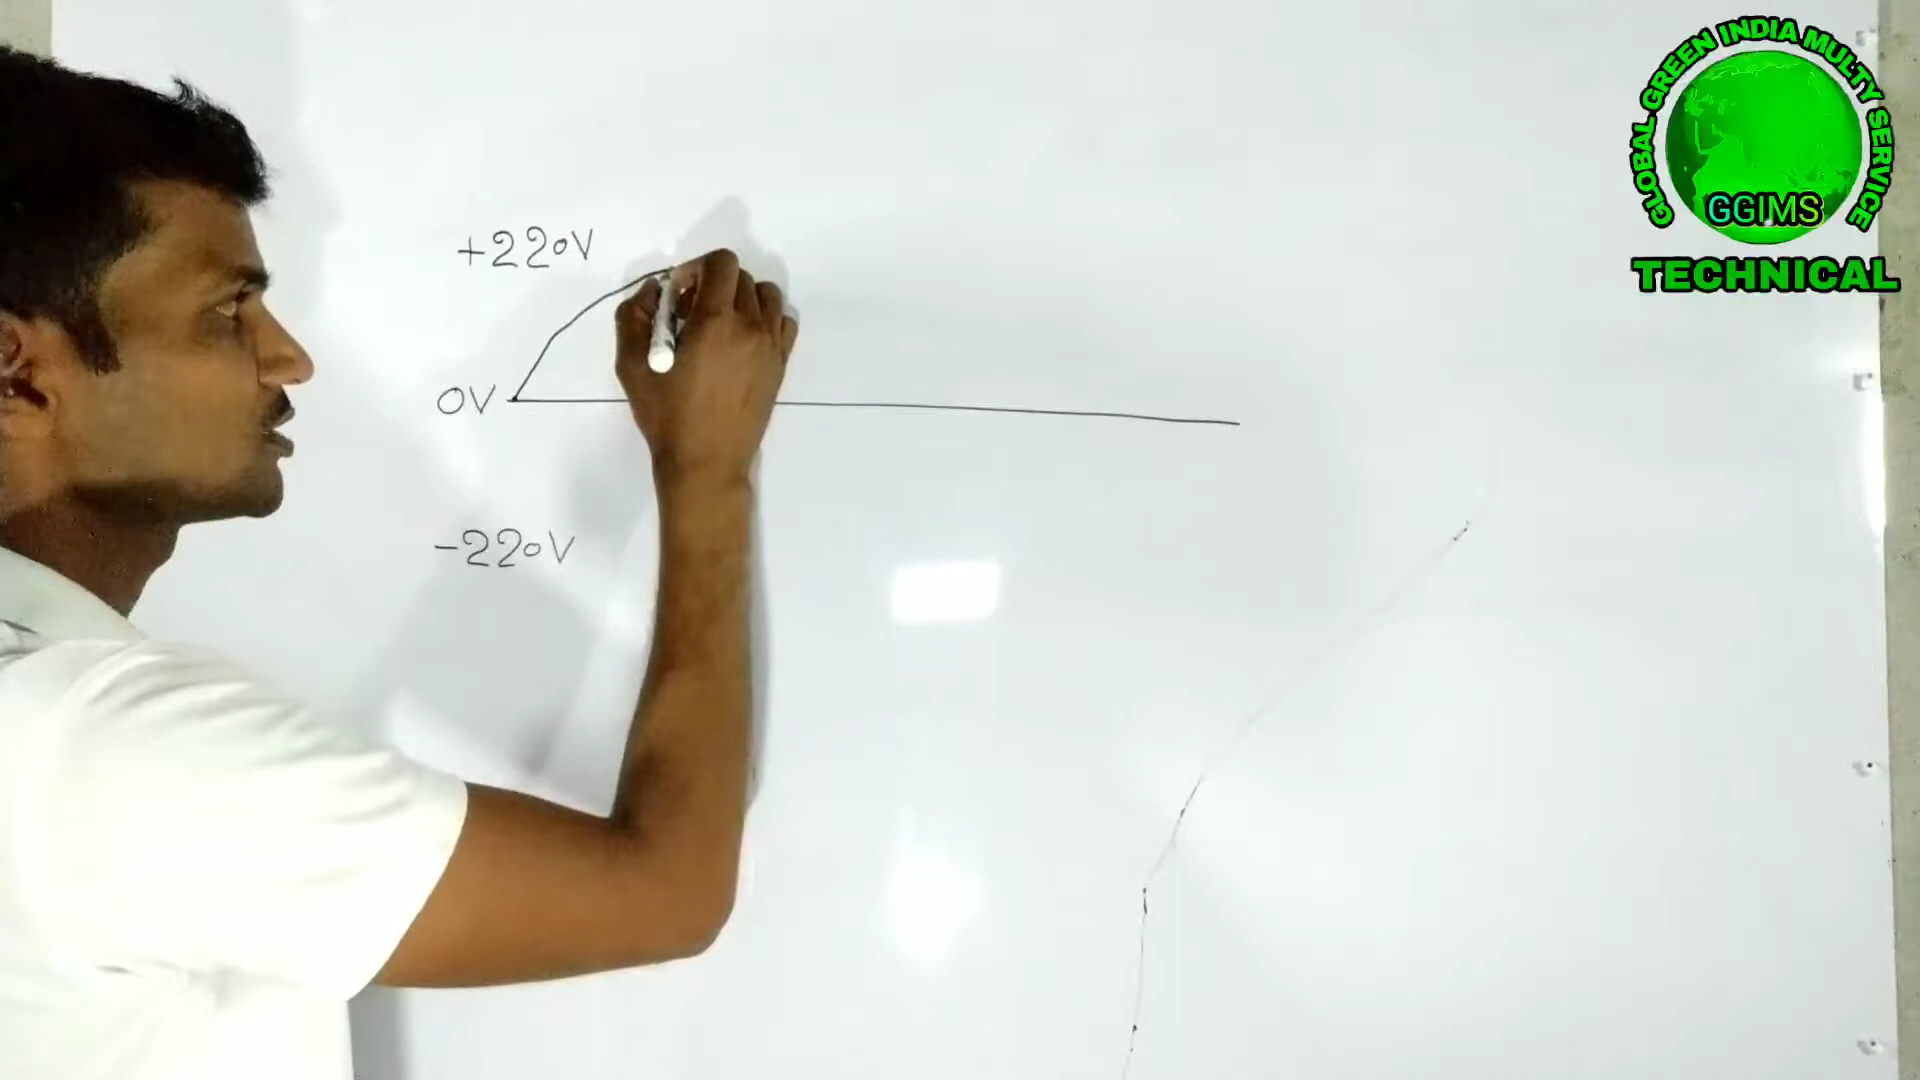 +220V
0V
-220V
GLOBAL GREEN INDIA MULTY SERVICE
GGIMS
TECHNICAL